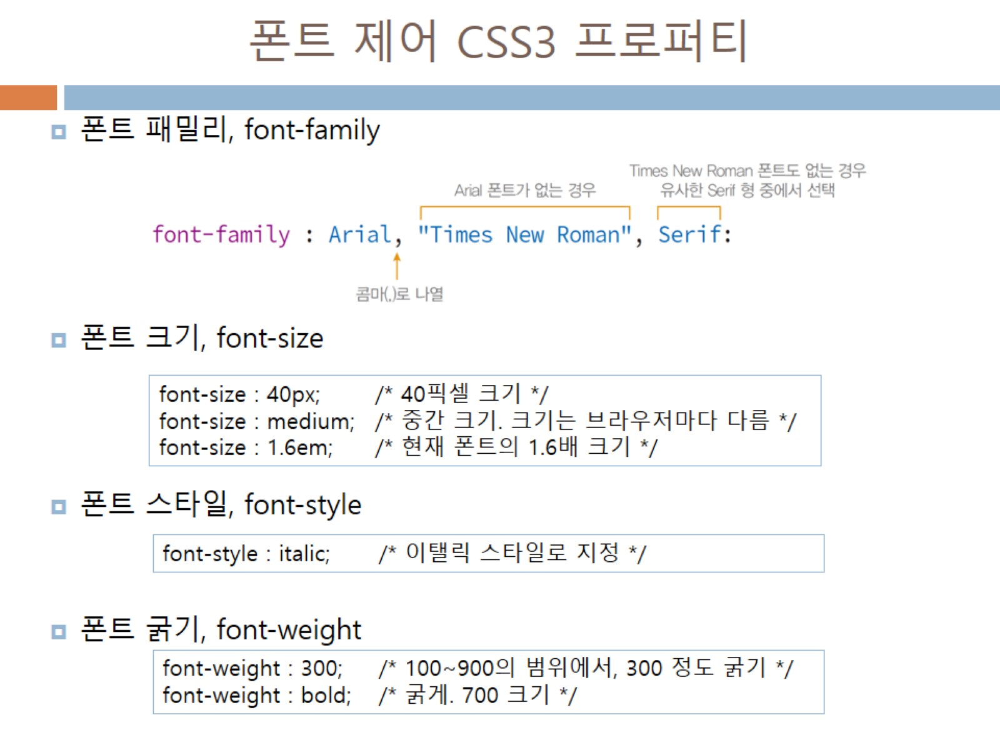 폰트 제어 CSS3 프로퍼티
폰트 패밀리, font-family
Times New Roman 폰트도 없는 경우
Arial 폰트가 없는 경우
유사한 Serif 형 중에서 선택
font-family : Arial, "Times New Roman", Serif:
콤마(,)로 나열
폰트 크기, font-size
font-size : 40px; /* 40픽셀 크기 */
font-size : medium; /* 중간 크기. 크기는 브라우저마다 다름 */
font-size : 1.6em; /* 현재 폰트의 1.6배 크기 */
폰트 스타일, font-style
font-style : italic; /* 이탤릭 스타일로 지정 */
폰트 굵기, font-weight
font-weight : 300; /* 100~900의 범위에서, 300 정도 굵기 */
font-weight : bold; /* 굵게. 700 크기 */